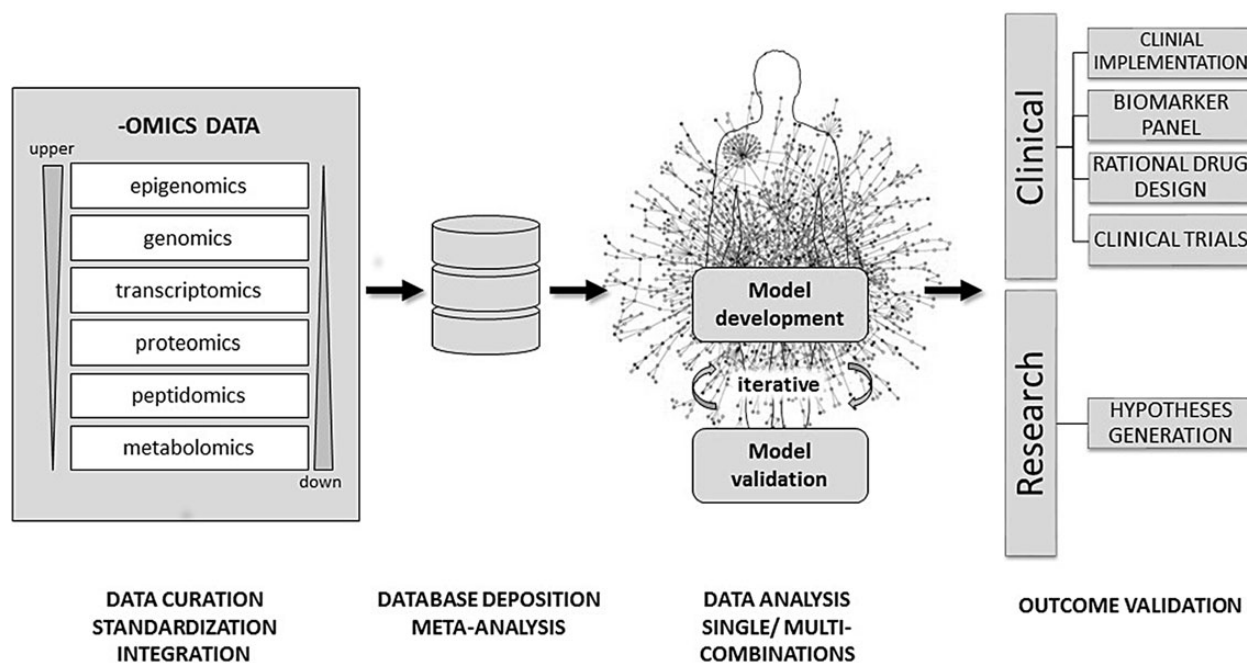 -OMICS DATA
upper
epigenomics
genomics
transcriptomics
proteomics
peptidomics
metabolomics
down
Model
development
iterative
Model
validation
Clinical
CLINIAL
IMPLEMENTATION
BIOMARKER
PANEL
RATIONAL DRUG
DESIGN
CLINICAL TRIALS
Research
HYPOTHESES
GENERATION
DATA CURATION
STANDARDIZATION
INTEGRATION
DATABASE DEPOSITION
META-ANALYSIS
DATA ANALYSIS
SINGLE/ MULTI-
COMBINATIONS
OUTCOME VALIDATION